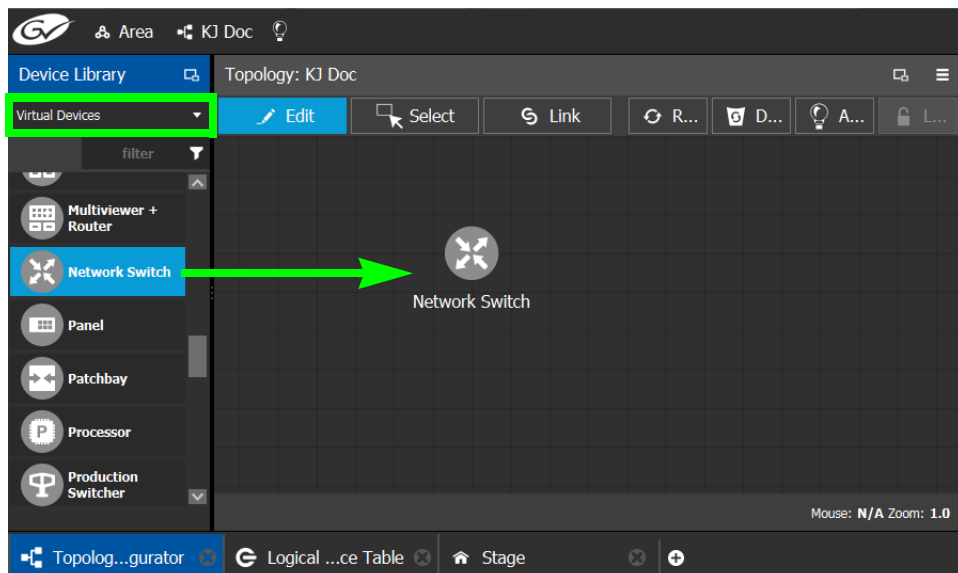 GV Area KJ Doc
Device Library
Topology: KJ Doc
Virtual Devices
Edit Select Link R... D... A... L...
filter
Multiviewer +
Router
Network Switch
Panel
Patchbay
Processor
P
Production
Switcher
Network Switch
Mouse: N/A Zoom: 1.0
Topolog...gurator Logical ...ce Table Stage